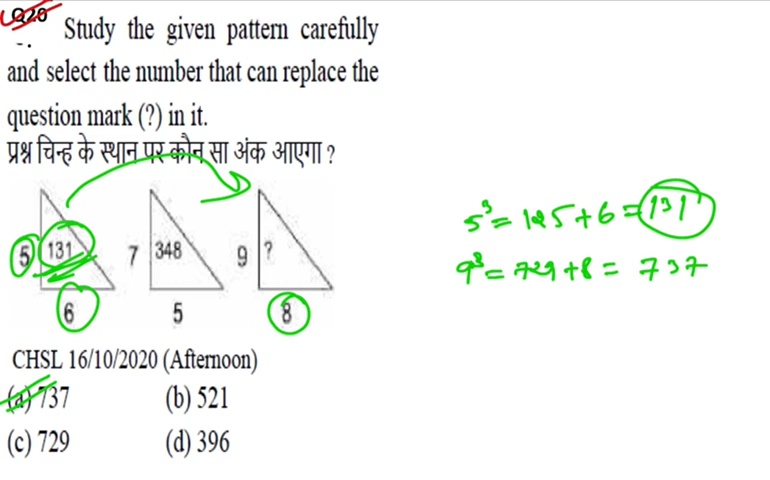 Q20
. Study the given pattern carefully
and select the number that can replace the
question mark (?) in it.
प्रश्न चिन्ह के स्थान पर कौन सा अंक आएगा ?
5 131 7 348 9 ?
6 5 8
5³ = 125 + 6 = 131
9³ = 729 + 8 = 737
CHSL 16/10/2020 (Afternoon)
(a) 737 (b) 521
(c) 729 (d) 396